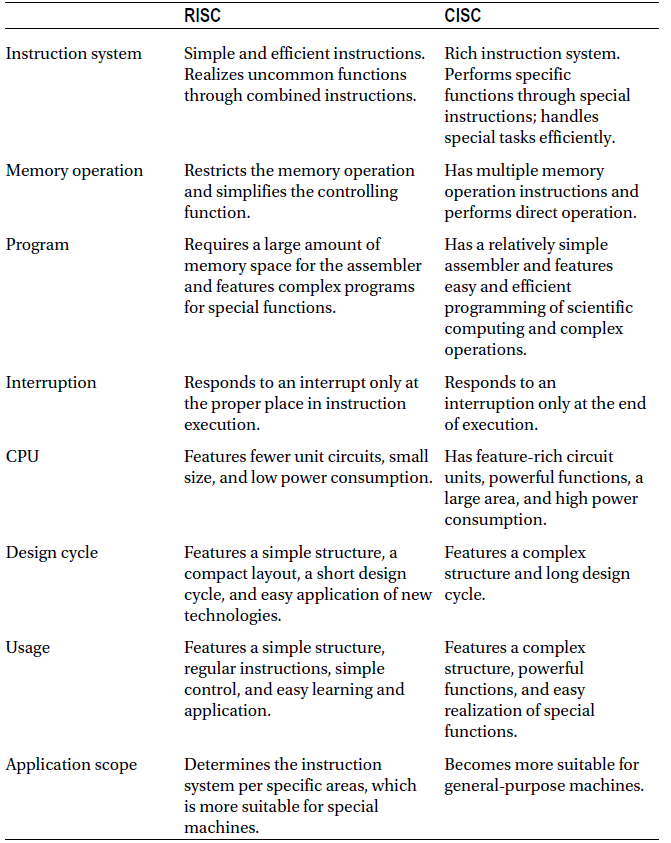 RISC CISC
Instruction system Simple and efficient instructions. Rich instruction system.
Realizes uncommon functions Performs specific
through combined instructions. functions through special
instructions; handles
special tasks efficiently.
Memory operation Restricts the memory operation Has multiple memory
and simplifies the controlling operation instructions and
function. performs direct operation.
Program Requires a large amount of Has a relatively simple
memory space for the assembler assembler and features
and features complex programs easy and efficient
for special functions. programming of scientific
computing and complex
operations.
Interruption Responds to an interrupt only at Responds to an
the proper place in instruction interruption only at the end
execution. of execution.
CPU Features fewer unit circuits, small Has feature-rich circuit
size, and low power consumption. units, powerful functions, a
large area, and high power
consumption.
Design cycle Features a simple structure, a Features a complex
compact layout, a short design structure and long design
cycle, and easy application of new cycle.
technologies.
Usage Features a simple structure, Features a complex
regular instructions, simple structure, powerful
control, and easy learning and functions, and easy
application. realization of special
functions.
Application scope Determines the instruction Becomes more suitable for
system per specific areas, which general-purpose machines.
is more suitable for special
machines.